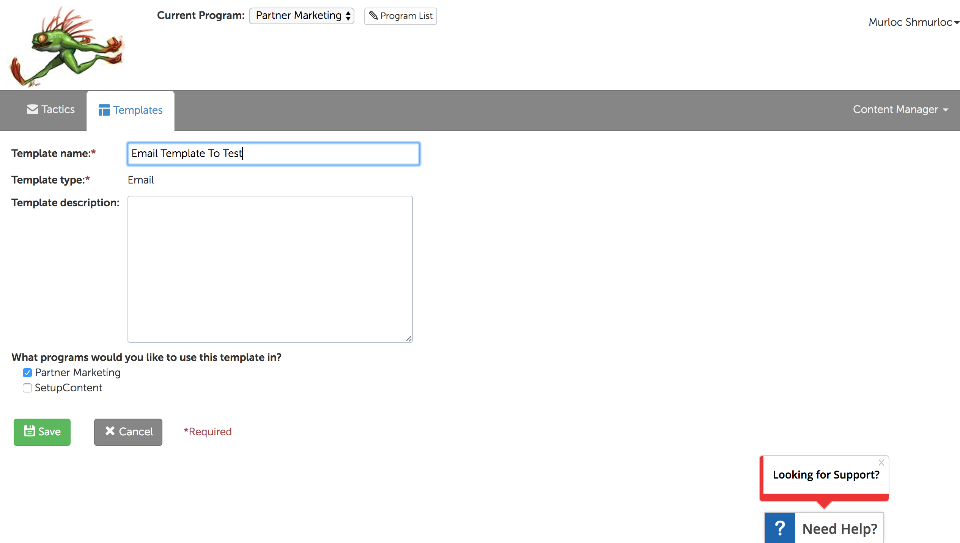 Current Program: Partner Marketing Program List
Murloc Shmurloc
Tactics Templates Content Manager
Template name:* Email Template To Test
Template type:* Email
Template description:
What programs would you like to use this template in?
Partner Marketing
SetupContent
Save Cancel *Required
x
Looking for Support?
? Need Help?